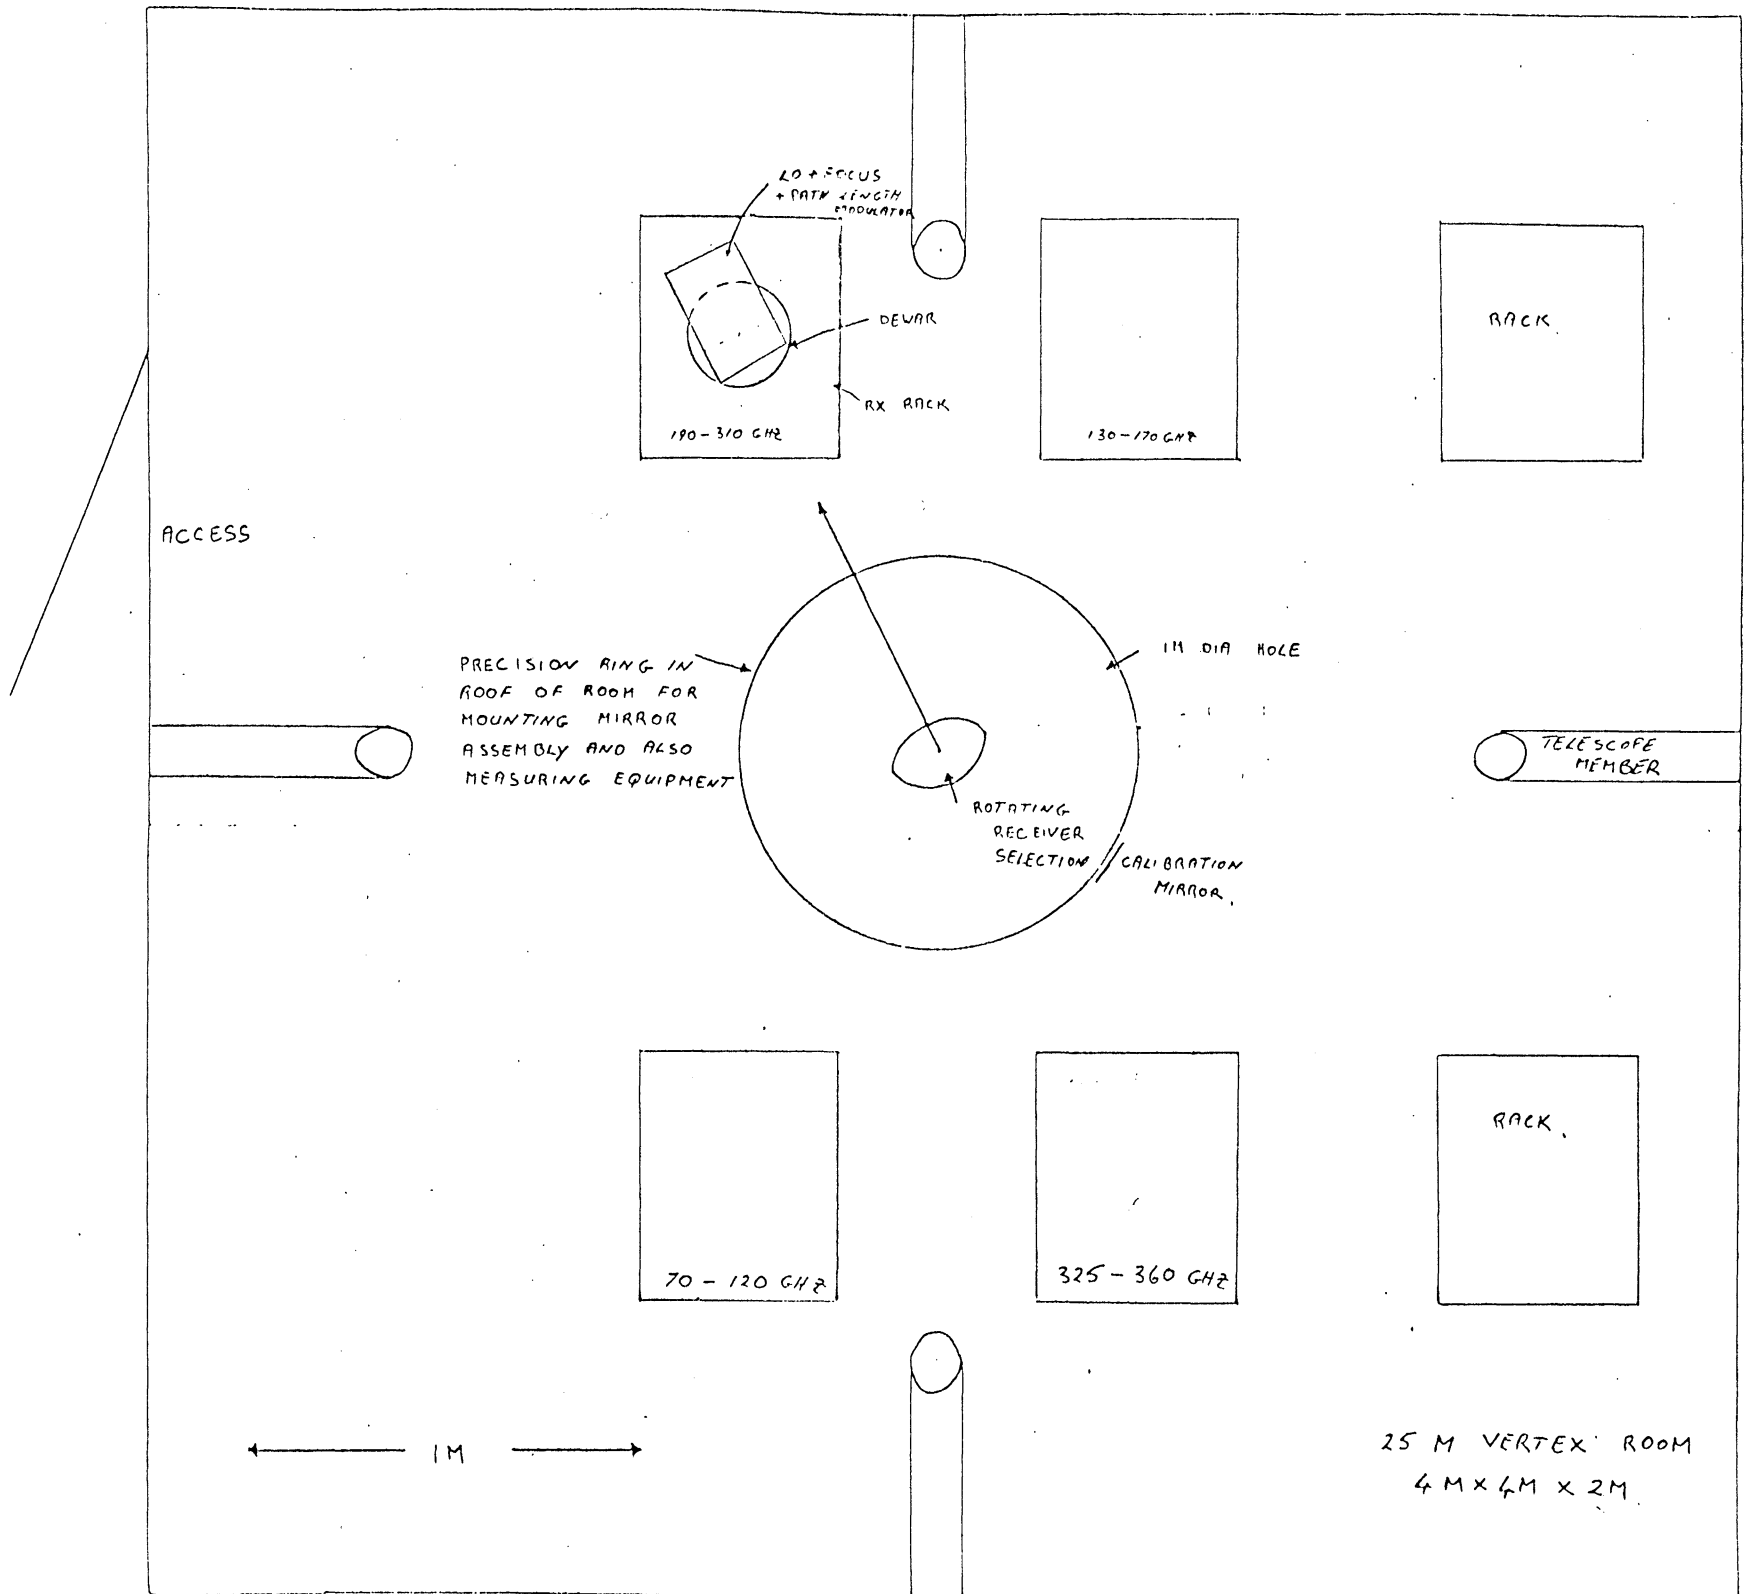 LO + FOCUS
+ PATH LENGTH
MODULATOR
DEWAR
RX RACK
190-310 GHZ
130-170 GHZ
RACK.
ACCESS
PRECISION RING IN
ROOF OF ROOM FOR
MOUNTING MIRROR
ASSEMBLY AND ALSO
MEASURING EQUIPMENT
1M DIA HOLE
TELESCOPE
MEMBER
ROTATING
RECEIVER
SELECTION / CALIBRATION
MIRROR.
70 - 120 GHZ
325 - 360 GHZ
RACK.
1M
25 M VERTEX ROOM
4 M X 4M X 2M